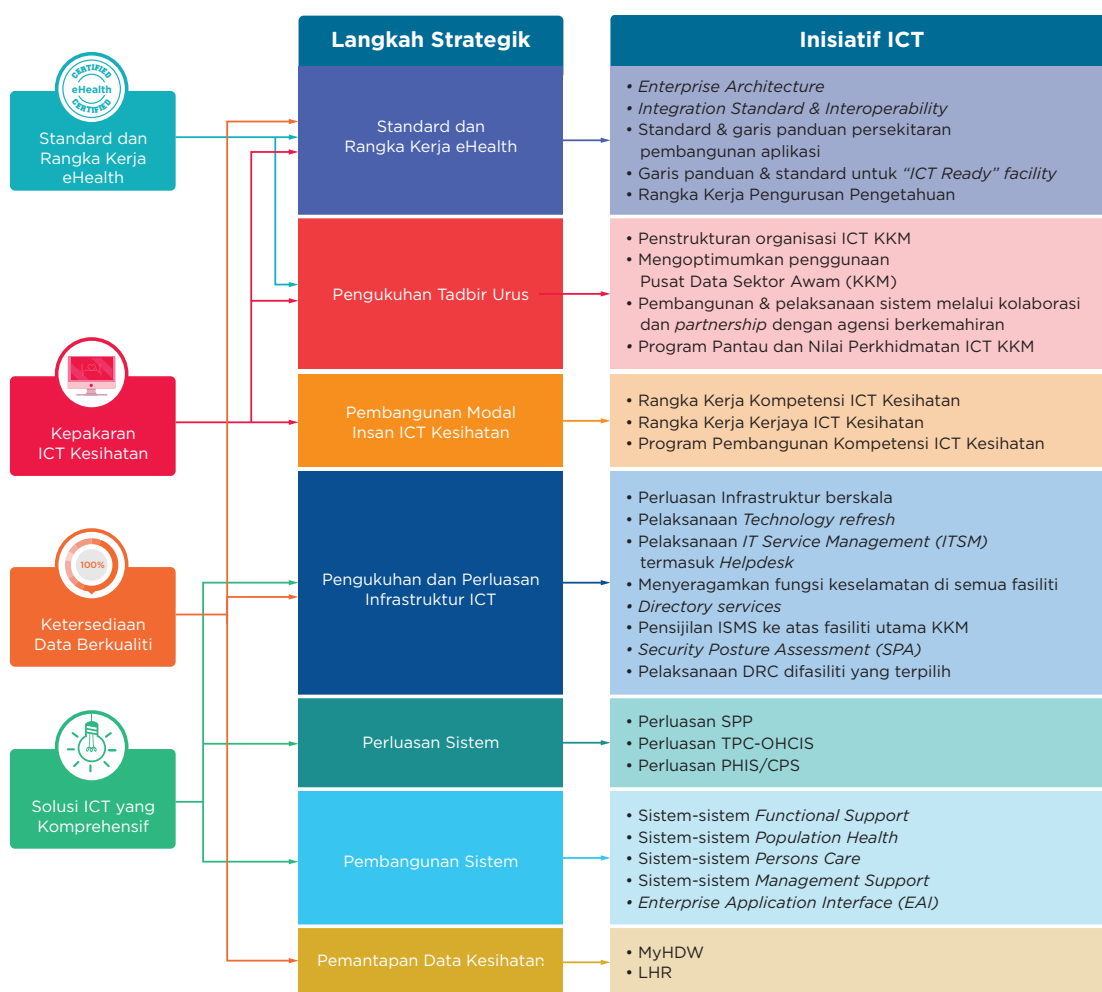 Langkah Strategik
Inisiatif ICT
CERTIFIED
eHealth
CERTIFIED
Standard dan
Rangka Kerja
eHealth
Kepakaran
ICT Kesihatan
100%
Ketersediaan
Data Berkualiti
Solusi ICT yang
Komprehensif
Standard dan
Rangka Kerja eHealth
• Enterprise Architecture
• Integration Standard & Interoperability
• Standard & garis panduan persekitaran
pembangunan aplikasi
• Garis panduan & standard untuk “ICT Ready” facility
• Rangka Kerja Pengurusan Pengetahuan
Pengukuhan Tadbir Urus
• Penstrukturan organisasi ICT KKM
• Mengoptimumkan penggunaan
Pusat Data Sektor Awam (KKM)
• Pembangunan & pelaksanaan sistem melalui kolaborasi
dan partnership dengan agensi berkemahiran
• Program Pantau dan Nilai Perkhidmatan ICT KKM
Pembangunan Modal
Insan ICT Kesihatan
• Rangka Kerja Kompetensi ICT Kesihatan
• Rangka Kerja Kerjaya ICT Kesihatan
• Program Pembangunan Kompetensi ICT Kesihatan
Pengukuhan dan Perluasan
Infrastruktur ICT
• Perluasan Infrastruktur berskala
• Pelaksanaan Technology refresh
• Pelaksanaan IT Service Management (ITSM)
termasuk Helpdesk
• Menyeragamkan fungsi keselamatan di semua fasiliti
• Directory services
• Pensijilan ISMS ke atas fasiliti utama KKM
• Security Posture Assessment (SPA)
• Pelaksanaan DRC difasiliti yang terpilih
Perluasan Sistem
• Perluasan SPP
• Perluasan TPC-OHCIS
• Perluasan PHIS/CPS
Pembangunan Sistem
• Sistem-sistem Functional Support
• Sistem-sistem Population Health
• Sistem-sistem Persons Care
• Sistem-sistem Management Support
• Enterprise Application Interface (EAI)
Pemantapan Data Kesihatan
• MyHDW
• LHR